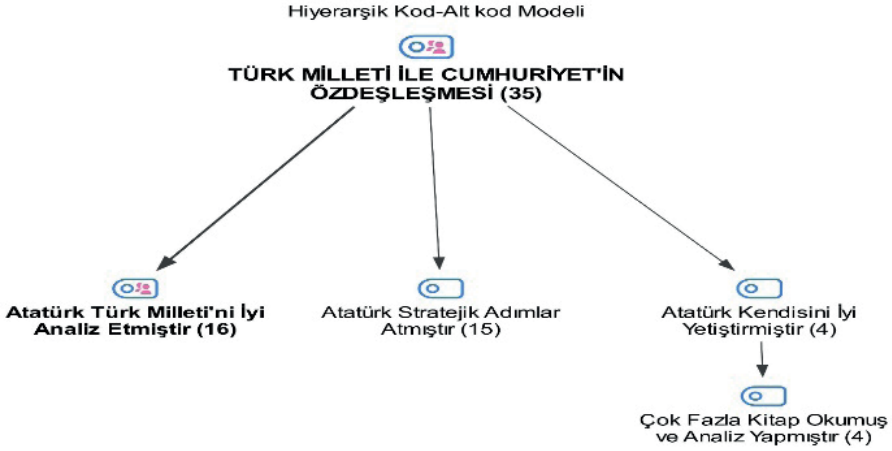 Hiyerarşik Kod-Alt kod Modeli
TÜRK MİLLETİ İLE CUMHURİYET'İN
ÖZDEŞLEŞMESİ (35)
Atatürk Türk Milleti'ni İyi
Analiz Etmiştir (16)
Atatürk Stratejik Adımlar
Atmıştır (15)
Atatürk Kendisini İyi
Yetiştirmiştir (4)
Çok Fazla Kitap Okumuş
ve Analiz Yapmıştır (4)